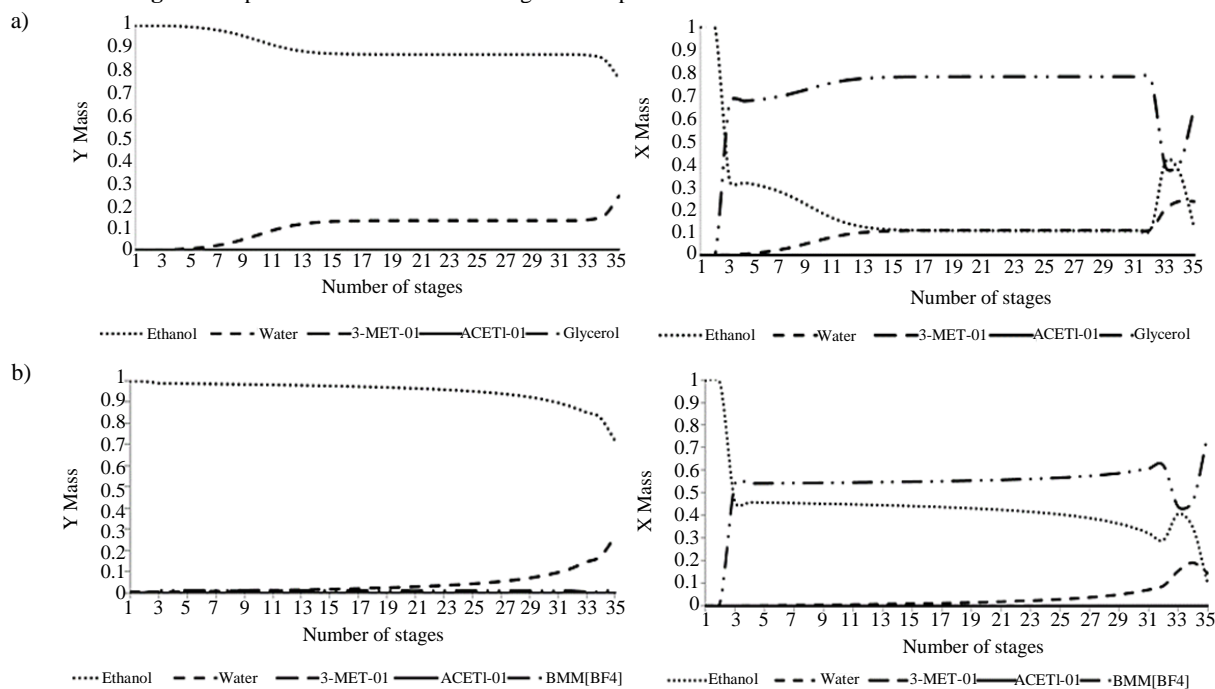 a)
Y Mass
1
0.9
0.8
0.7
0.6
0.5
0.4
0.3
0.2
0.1
0
1 3 5 7 9 11 13 15 17 19 21 23 25 27 29 31 33 35
Number of stages
Ethanol Water 3-MET-01 ACETI-01 Glycerol
X Mass
1
0.9
0.8
0.7
0.6
0.5
0.4
0.3
0.2
0.1
0
1 3 5 7 9 11 13 15 17 19 21 23 25 27 29 31 33 35
Number of stages
Ethanol Water 3-MET-01 ACETI-01 Glycerol
b)
Y Mass
1
0.9
0.8
0.7
0.6
0.5
0.4
0.3
0.2
0.1
0
1 3 5 7 9 11 13 15 17 19 21 23 25 27 29 31 33 35
Number of stages
Ethanol Water 3-MET-01 ACETI-01 BMM[BF4]
X Mass
1
0.9
0.8
0.7
0.6
0.5
0.4
0.3
0.2
0.1
0
1 3 5 7 9 11 13 15 17 19 21 23 25 27 29 31 33 35
Number of stages
Ethanol Water 3-MET-01 ACETI-01 BMM[BF4]